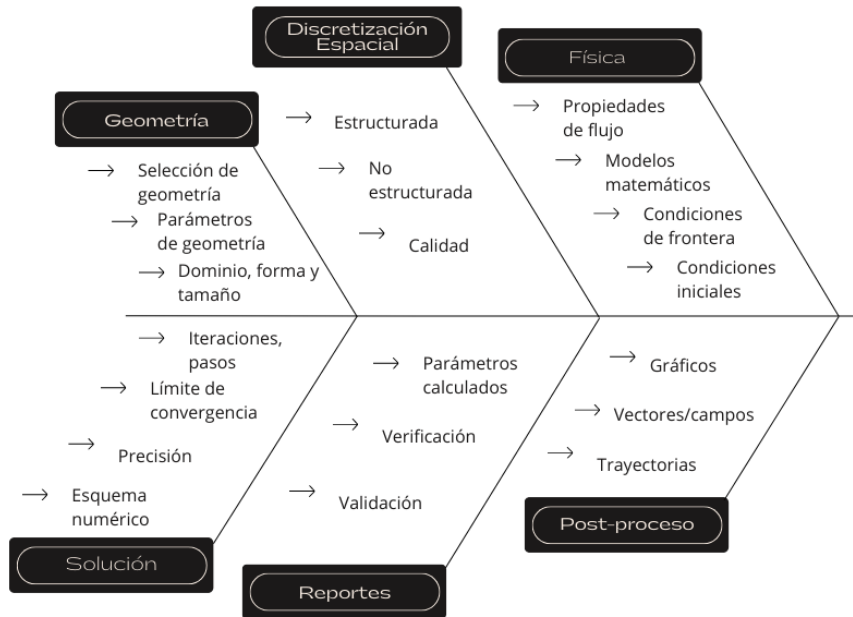 Discretización
Espacial
Estructurada
No
estructurada
Calidad
Física
Propiedades
de flujo
Modelos
matemáticos
Condiciones
de frontera
Condiciones
iniciales
Geometría
Selección de
geometría
Parámetros
de geometría
Dominio, forma y
tamaño
Iteraciones,
pasos
Límite de
convergencia
Precisión
Esquema
numérico
Solución
Parámetros
calculados
Verificación
Validación
Reportes
Gráficos
Vectores/campos
Trayectorias
Post-proceso